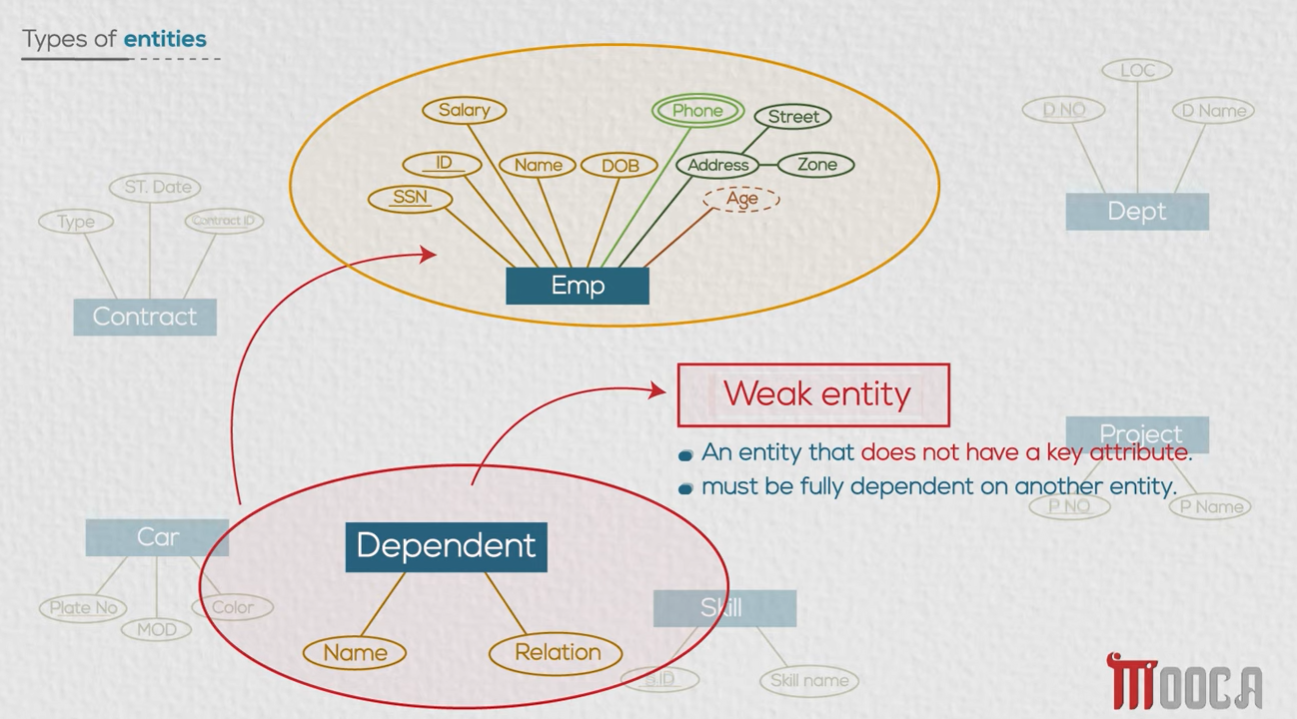 Types of entities
LOC
Salary
Phone
Street
D NO
D Name
ID
Name
DOB
Address
Zone
ST. Date
SSN
Age
Type
Contract ID
Dept
Emp
Contract
Weak entity
Project
An entity that does not have a key attribute.
must be fully dependent on another entity.
P NO
P Name
Car
Dependent
Plate No
Color
Skill
MOD
Name
Relation
S.ID
Skill name
MOOCA